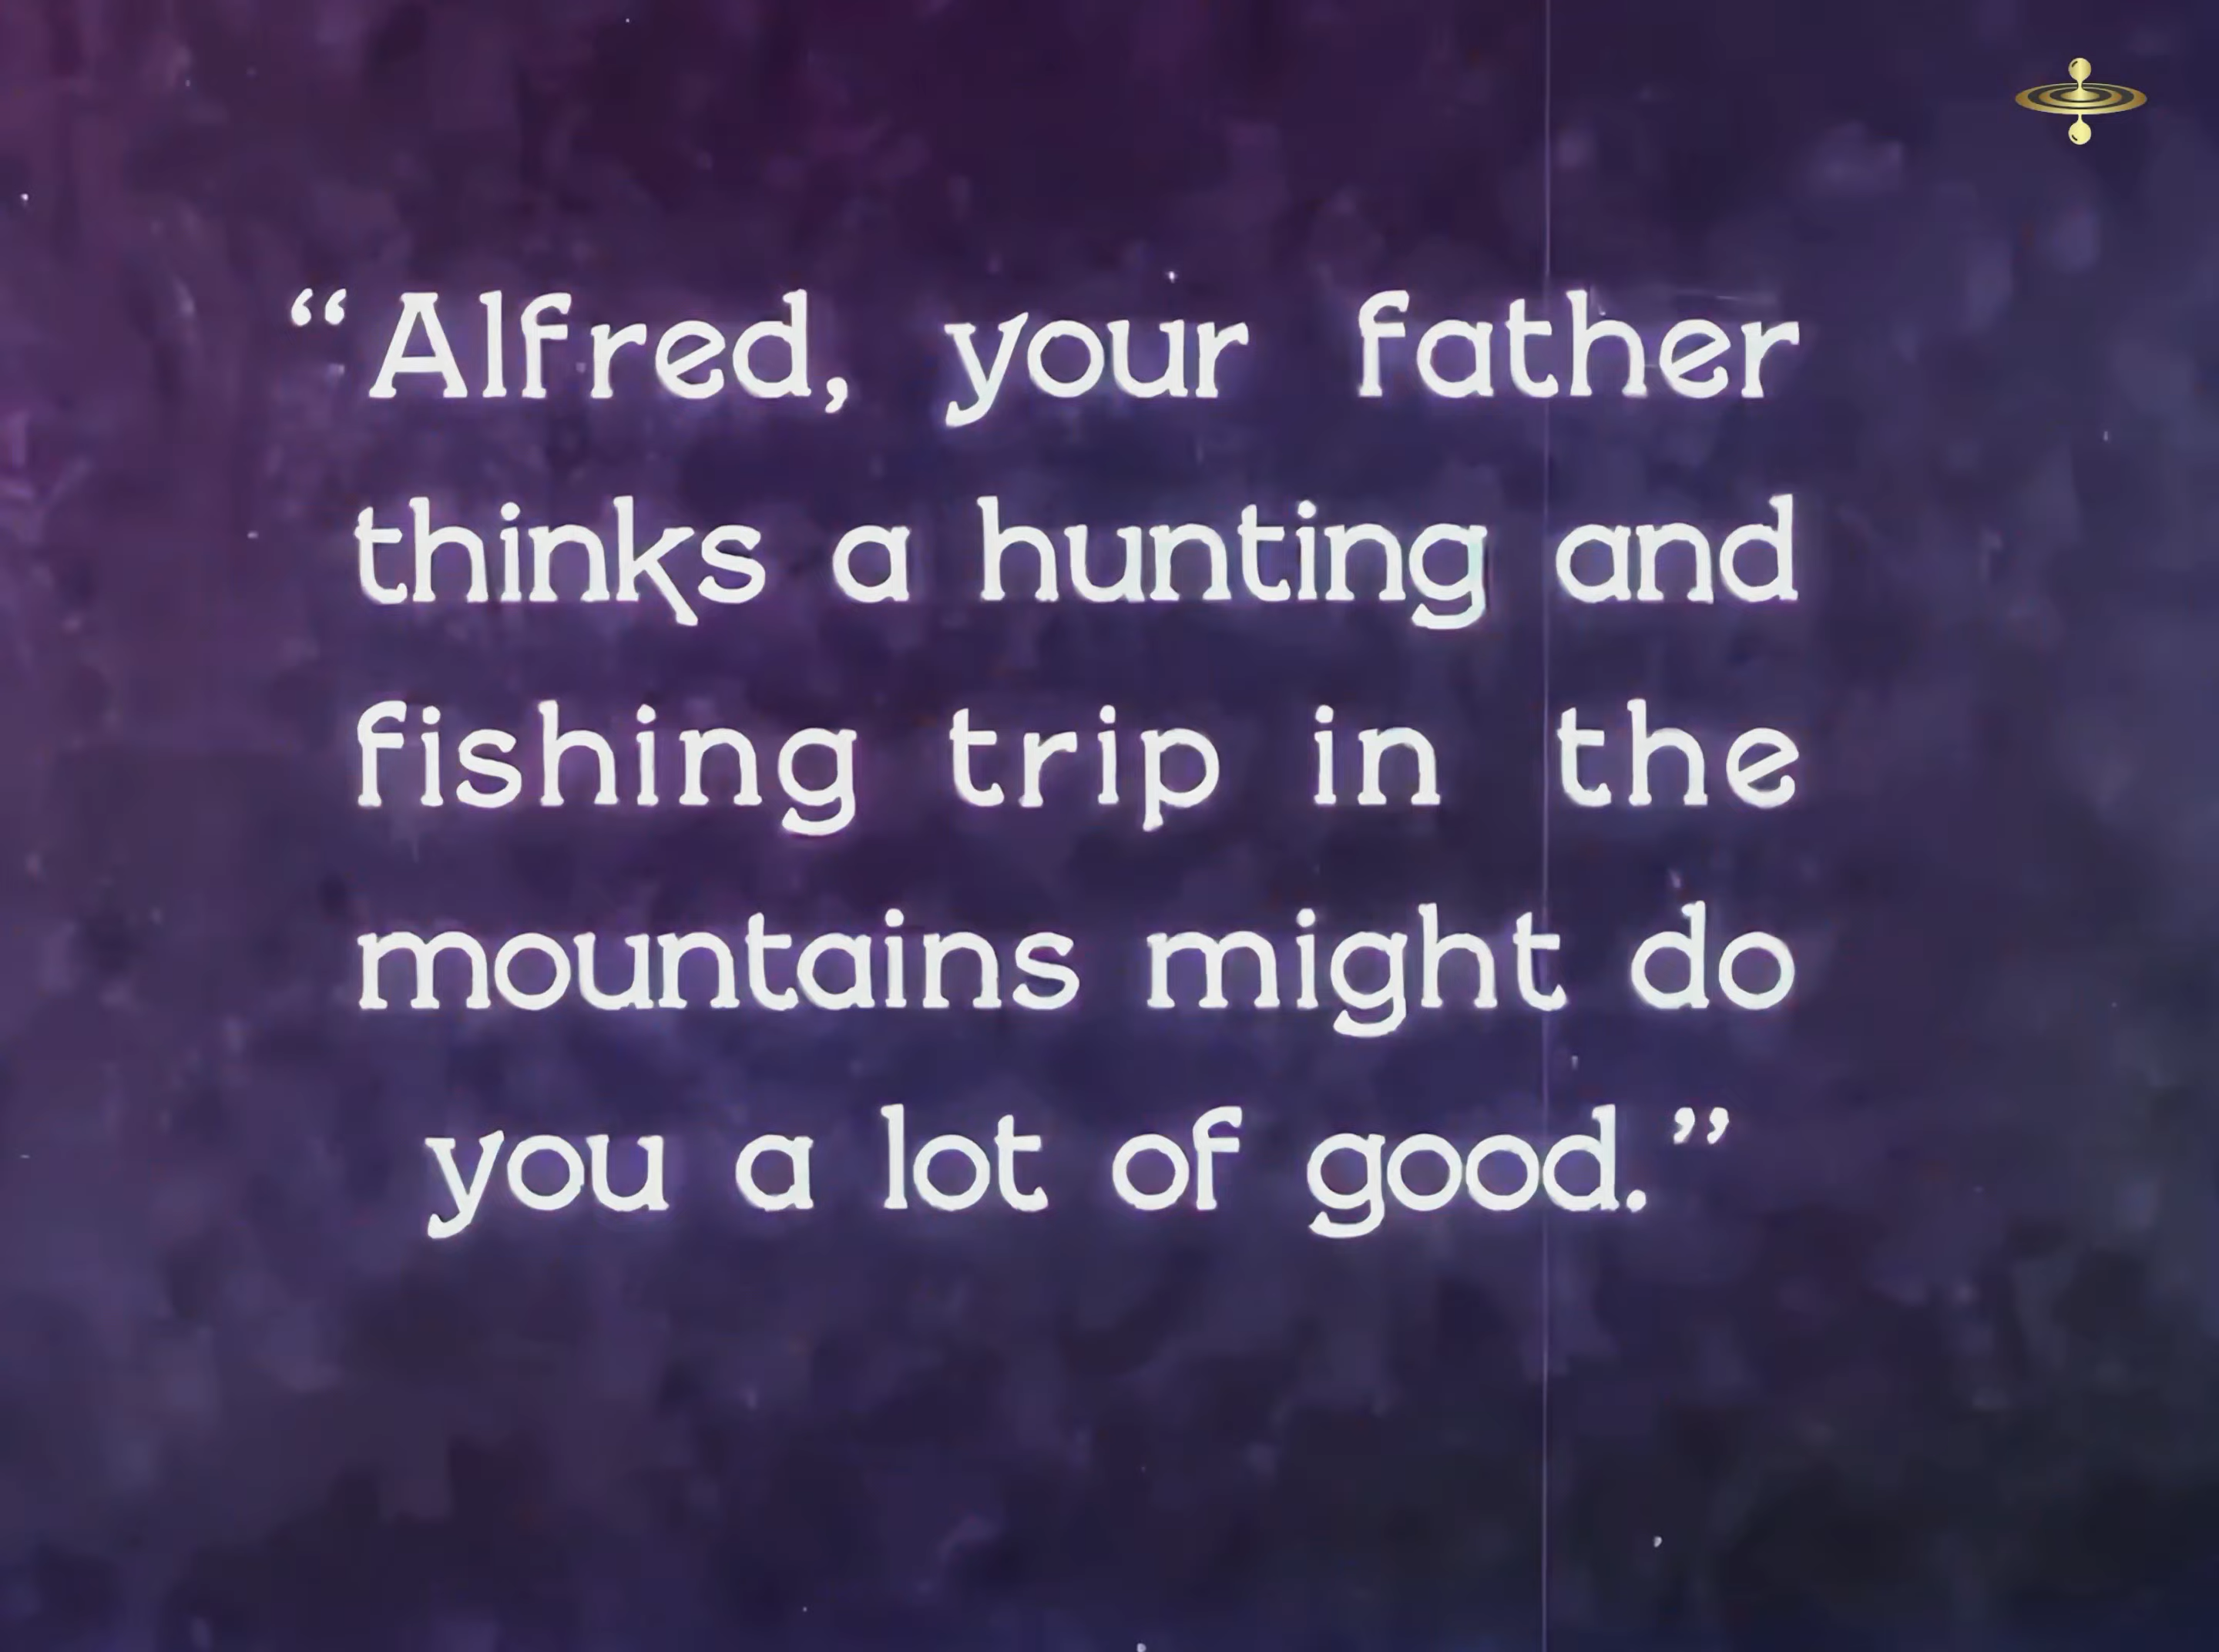 “Alfred, your father
thinks a hunting and
fishing trip in the
mountains might do
you a lot of good.”